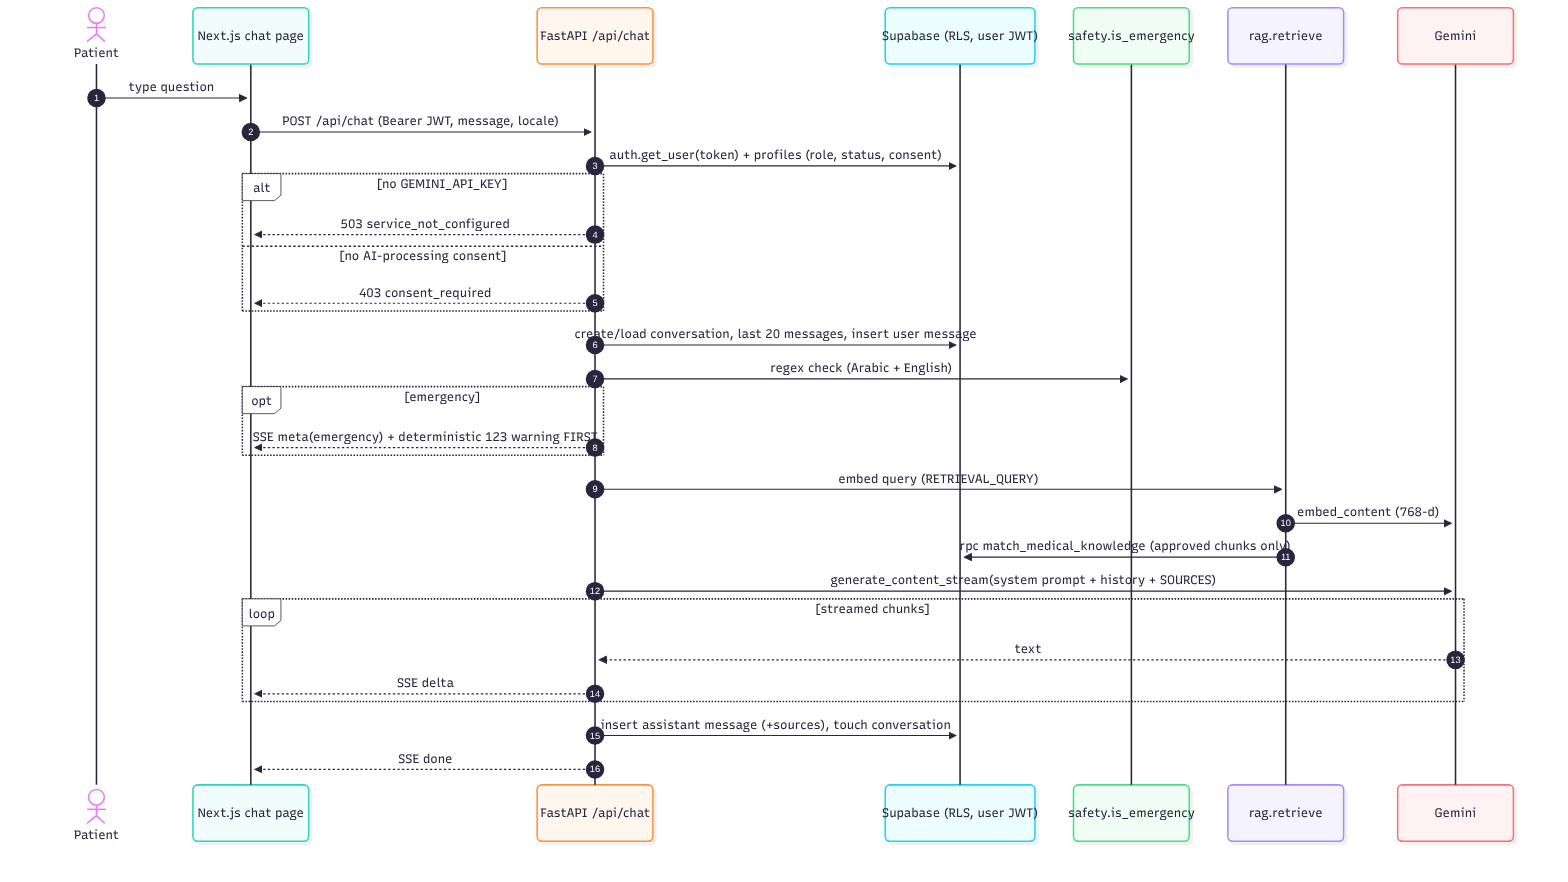 Patient
Next.js chat page
FastAPI /api/chat
Supabase (RLS, user JWT)
safety.is_emergency
rag.retrieve
Gemini
1
type question
2
POST /api/chat (Bearer JWT, message, locale)
3
auth.get_user(token) + profiles (role, status, consent)
alt
[no GEMINI_API_KEY]
503 service_not_configured
4
[no AI-processing consent]
403 consent_required
5
create/load conversation, last 20 messages, insert user message
6
regex check (Arabic + English)
7
opt
[emergency]
SSE meta(emergency) + deterministic 123 warning FIRST
8
embed query (RETRIEVAL_QUERY)
9
embed_content (768-d)
10
rpc match_medical_knowledge (approved chunks only)
11
generate_content_stream(system prompt + history + SOURCES)
12
loop
[streamed chunks]
text
13
SSE delta
14
insert assistant message (+sources), touch conversation
15
SSE done
16
Patient
Next.js chat page
FastAPI /api/chat
Supabase (RLS, user JWT)
safety.is_emergency
rag.retrieve
Gemini